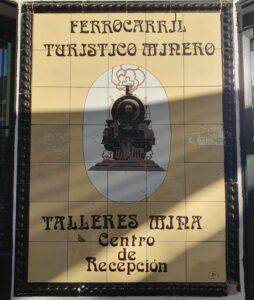 FERROCARRIL
TURISTICO MINERO
TALLERES MINA
Centro
de
Recepción